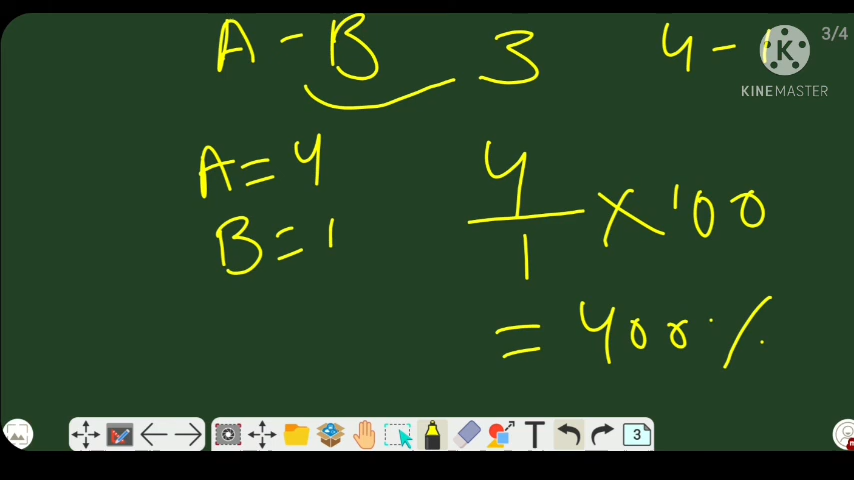 A - B 3 4 - 1
3/4
KINEMASTER
A = 4
B = 1
4
1
× 100
= 400 %
T
3